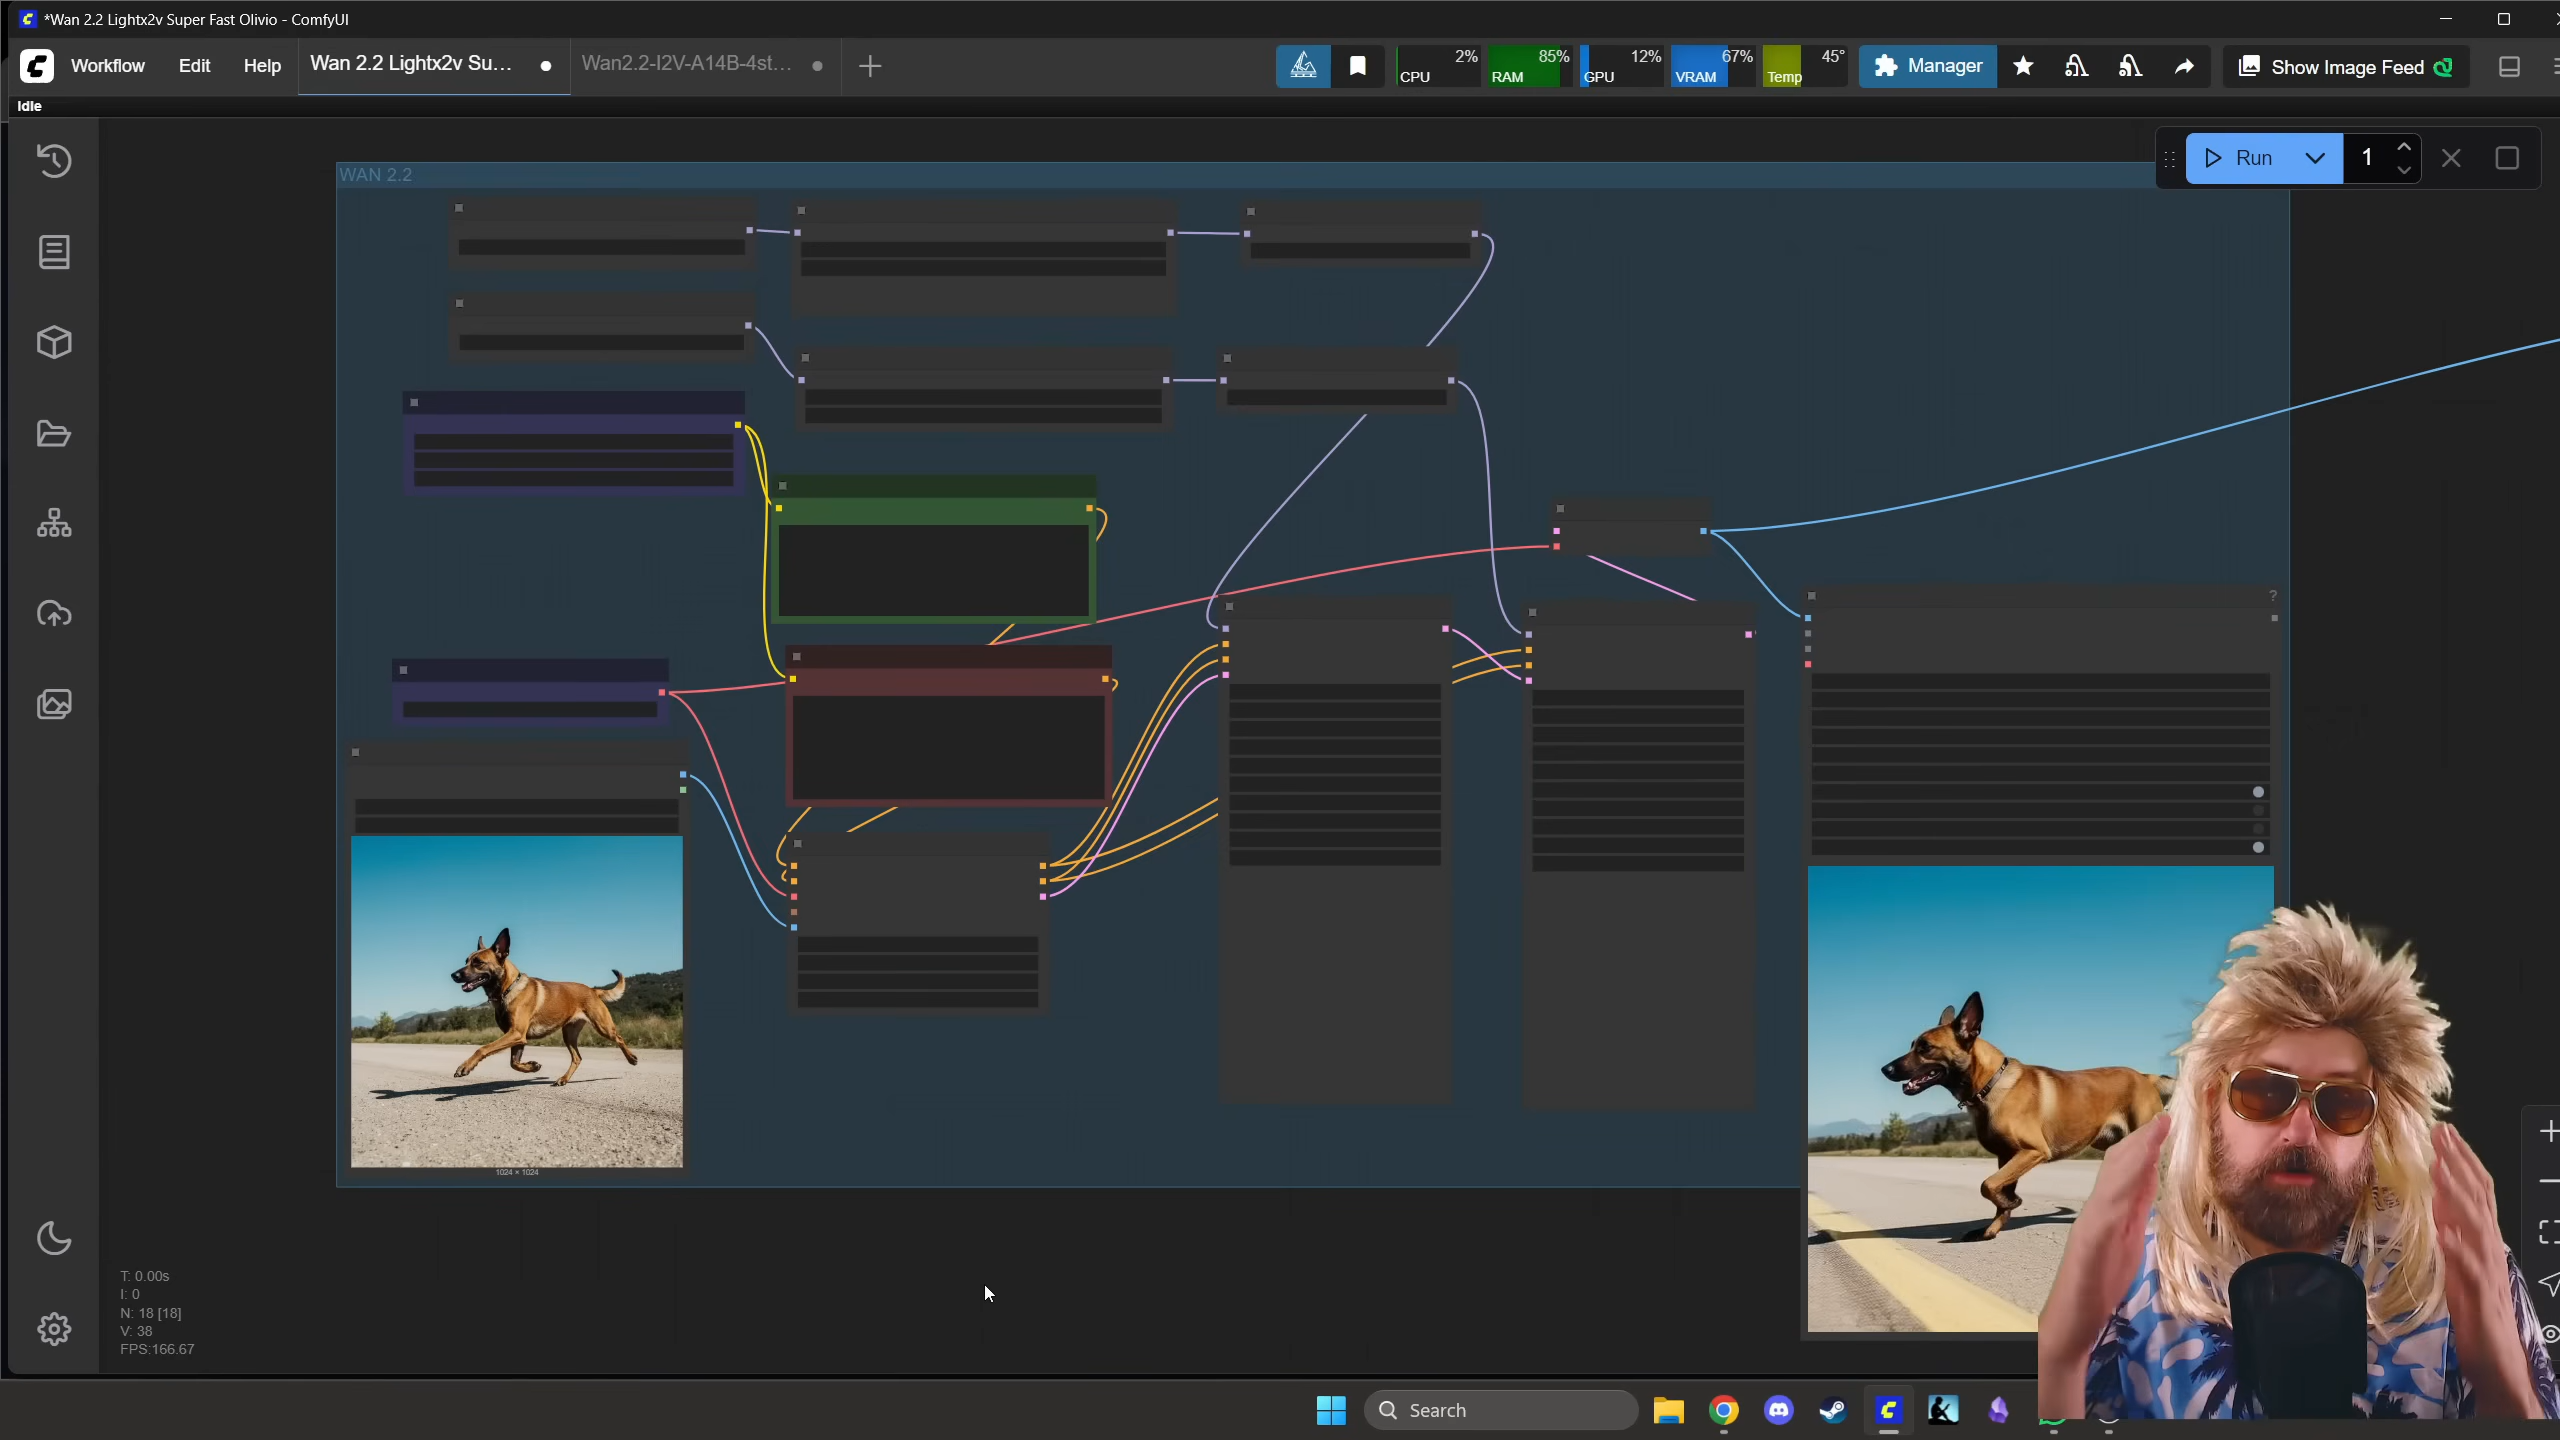 *Wan 2.2 Lightx2v Super Fast Olivio - ComfyUI
Workflow Edit Help Wan 2.2 Lightx2v Su... Wan2.2-I2V-A14B-4st...
CPU 2% RAM 85% GPU 12% VRAM 67% Temp 45° Manager Show Image Feed
Idle
Run 1
WAN 2.2
?
1024 × 1024
T: 0.00s
I: 0
N: 18 [18]
V: 38
FPS:166.67
Search